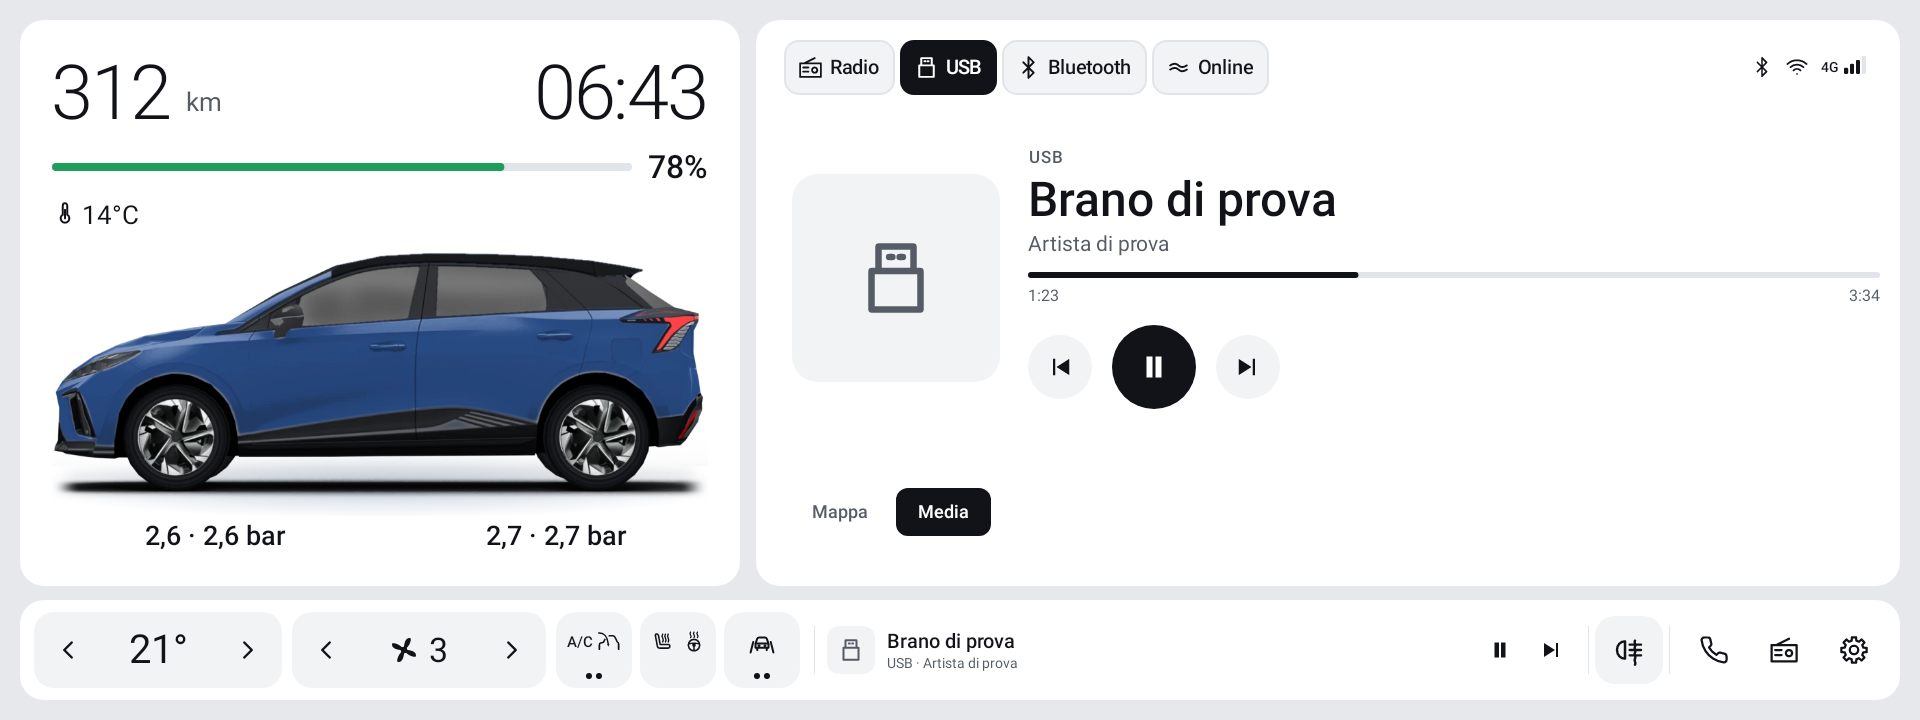 312 km
06:43
78%
14°C
2,6 · 2,6 bar
2,7 · 2,7 bar
Radio
USB
Bluetooth
Online
4G
USB
Brano di prova
Artista di prova
1:23
3:34
Mappa
Media
21°
3
A/C
Brano di prova
USB · Artista di prova